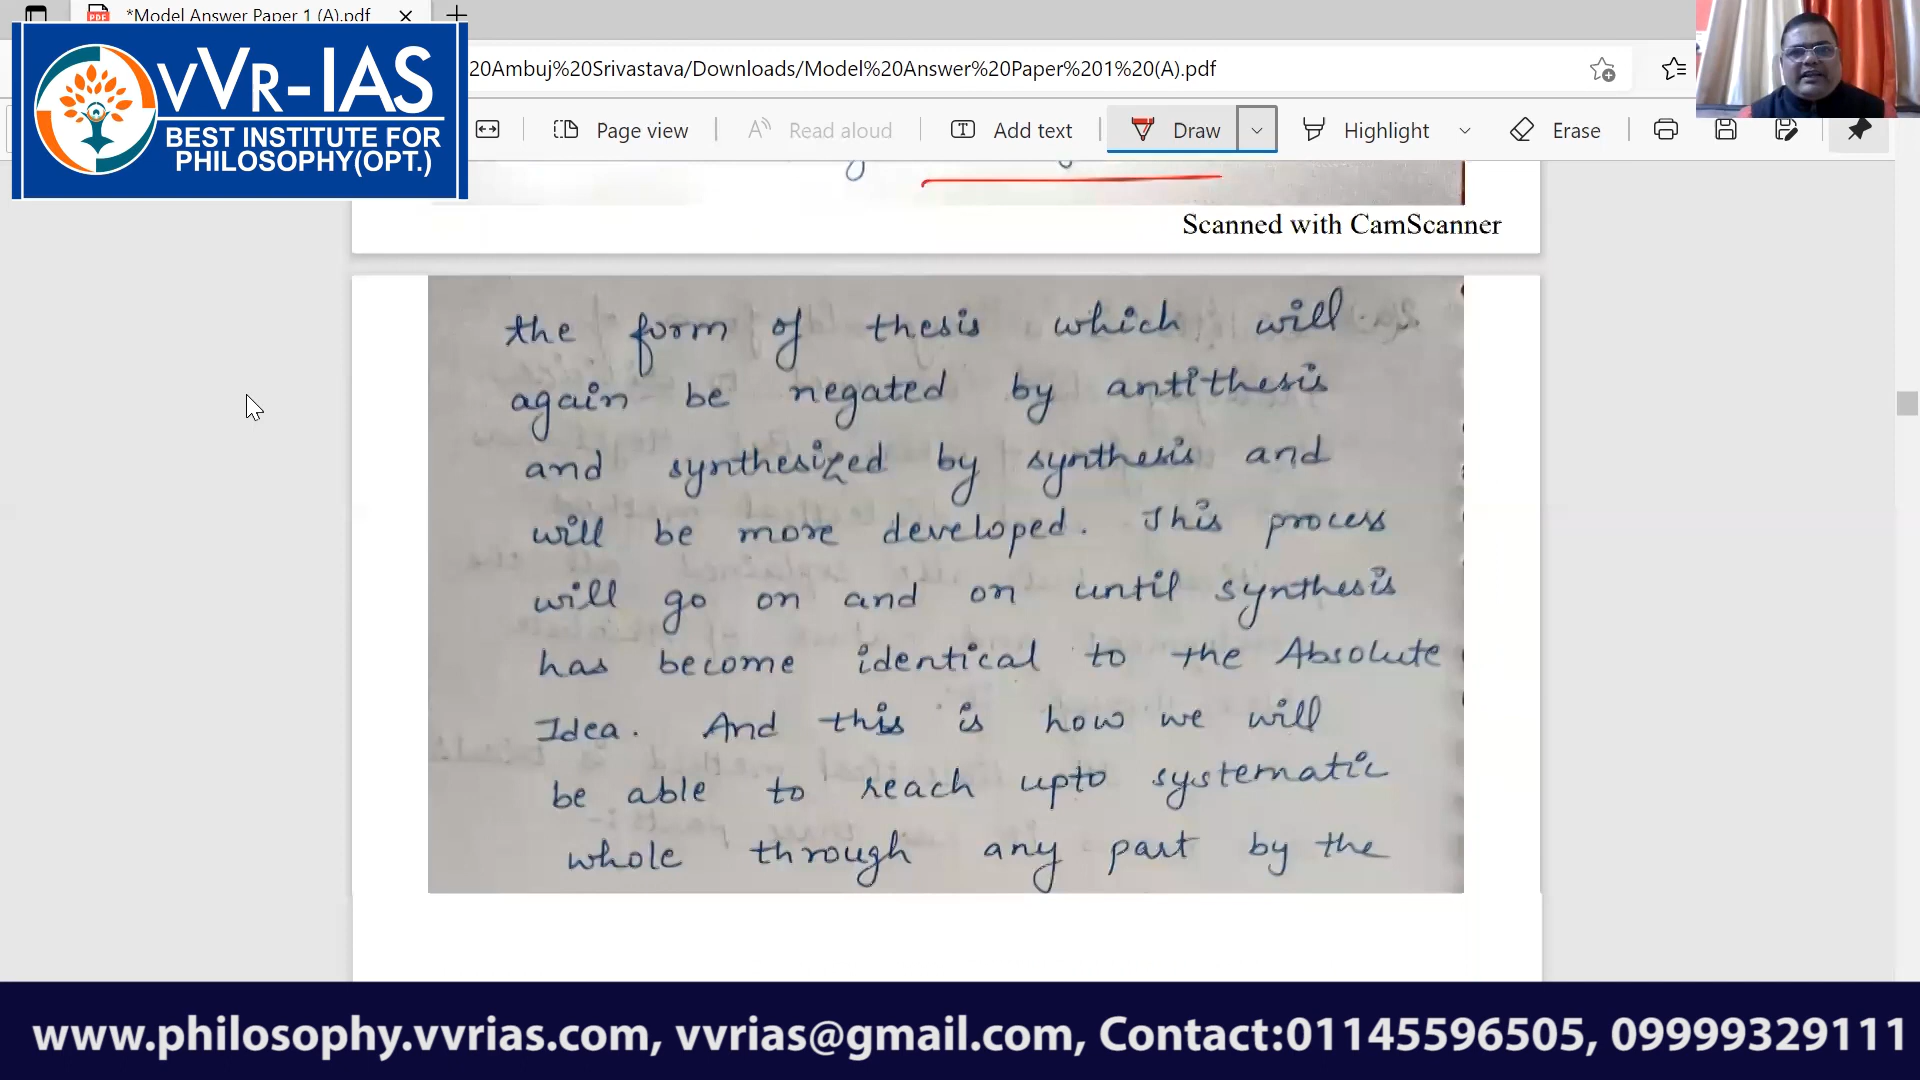 *Model Answer Paper 1 (A).pdf
vVR-IAS
BEST INSTITUTE FOR
PHILOSOPHY(OPT.)
20Ambuj%20Srivastava/Downloads/Model%20Answer%20Paper%201%20(A).pdf
Page view
Read aloud
Add text
Draw
Highlight
Erase
Scanned with CamScanner
the form of thesis which will
again be negated by antithesis
and synthesized by synthesis and
will be more developed. This process
will go on and on until synthesis
has become identical to the Absolute
Idea. And this is how we will
be able to reach upto systematic
whole through any part by the
www.philosophy.vvrias.com, vvrias@gmail.com, Contact:01145596505, 09999329111